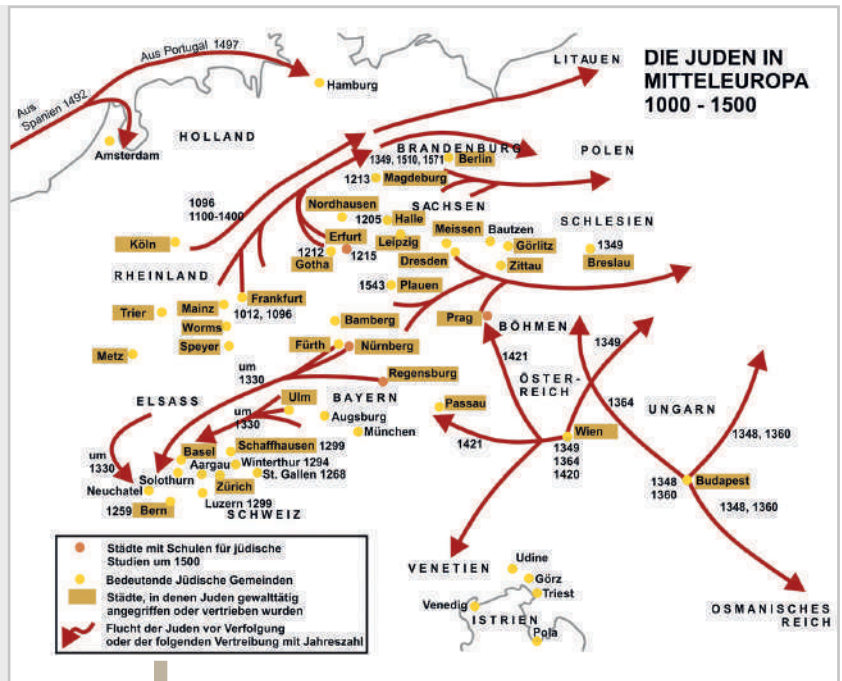 DIE JUDEN IN
MITTELEUROPA
1000 - 1500
Aus Portugal 1497
Aus
Spanien 1492
Hamburg
LITAUEN
HOLLAND
Amsterdam
BRANDENBURG
1349, 1510, 1571
Berlin
POLEN
1213
Magdeburg
SACHSEN
1096
1100-1400
Nordhausen
1205
Halle
Meissen
Bautzen
SCHLESIEN
Köln
Erfurt
Leipzig
Görlitz
1349
1212
1215
Gotha
Dresden
Zittau
Breslau
RHEINLAND
1543
Plauen
Frankfurt
1012, 1096
Mainz
Trier
Worms
Bamberg
Prag
BÖHMEN
Speyer
Fürth
Nürnberg
1349
Metz
1421
um
1330
Regensburg
ÖSTER-
REICH
1364
UNGARN
ELSASS
Ulm
BAYERN
Passau
um
1330
Augsburg
München
Wien
1348, 1360
1421
1349
1364
1420
Schaffhausen
1299
Basel
um
1330
Aargau
Winterthur 1294
St. Gallen 1268
Solothurn
Zürich
Neuchatel
1348
1360
Budapest
1259
Bern
Luzern 1299
SCHWEIZ
1348, 1360
VENETIEN
Udine
Görz
Triest
Venedig
ISTRIEN
Pola
OSMANISCHES
REICH
Städte mit Schulen für jüdische
Studien um 1500
Bedeutende Jüdische Gemeinden
Städte, in denen Juden gewalttätig
angegriffen oder vertrieben wurden
Flucht der Juden vor Verfolgung
oder der folgenden Vertreibung mit Jahreszahl